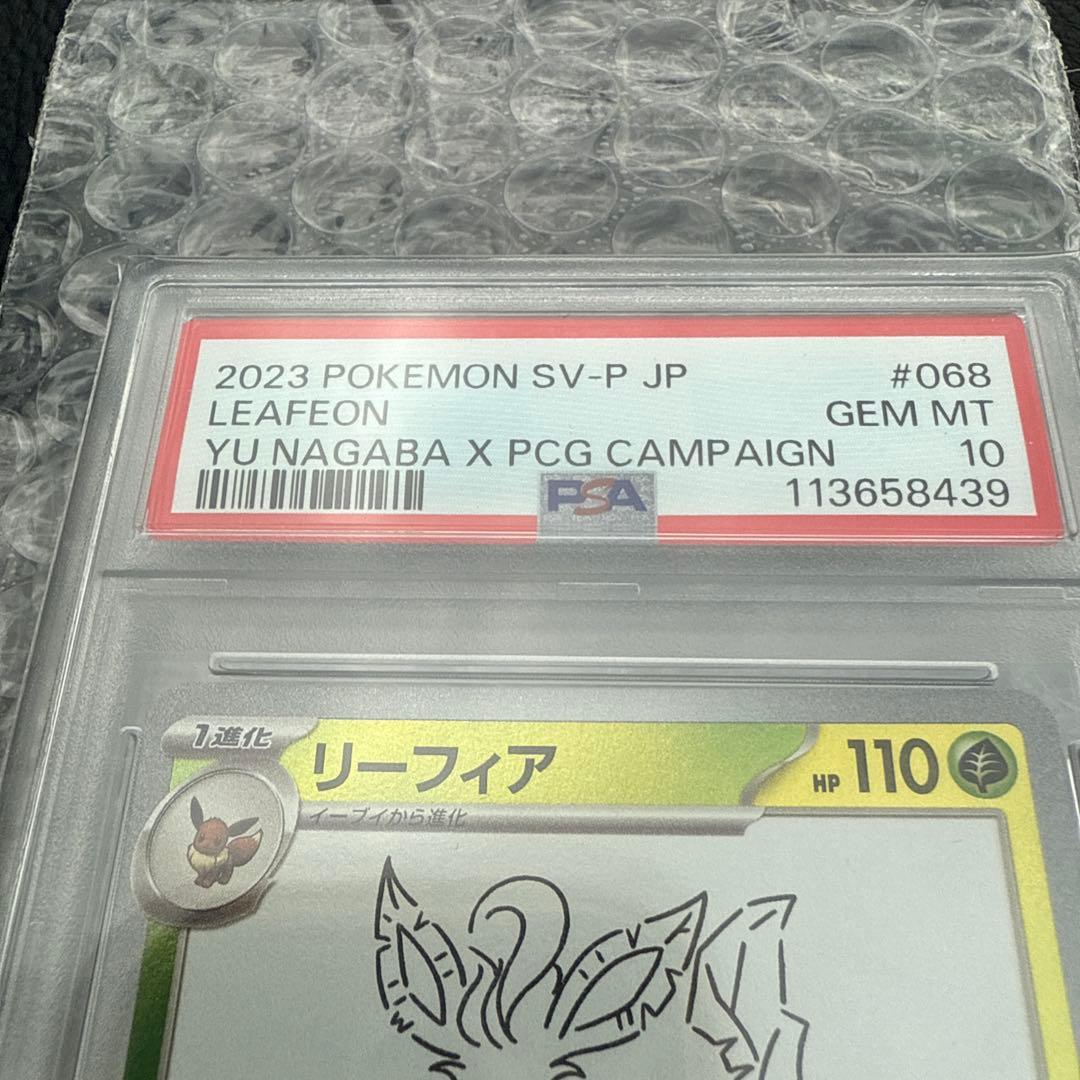 2023 POKEMON SV-P JP #068
LEAFEON GEM MT
YU NAGABA X PCG CAMPAIGN 10
PSA 113658439
1進化 リーフィア HP 110
イーブイから進化